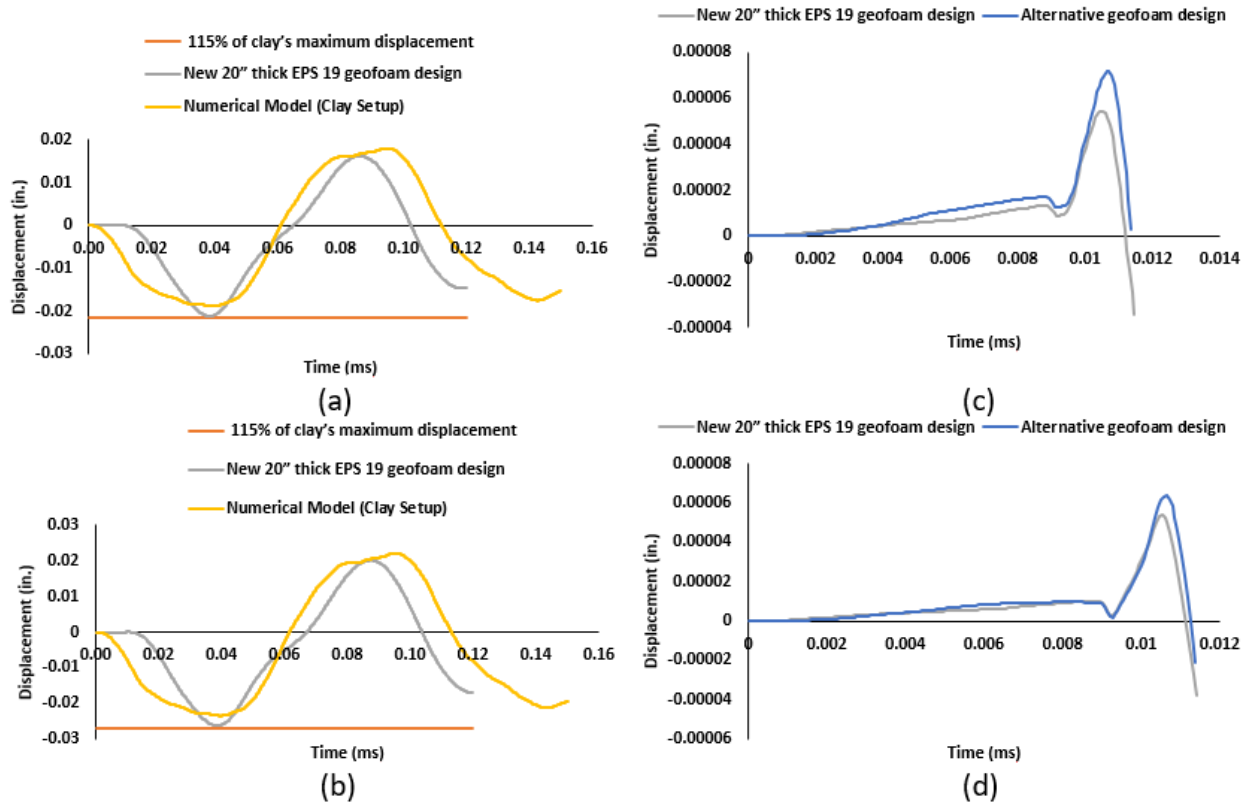 115% of clay's maximum displacement
New 20" thick EPS 19 geofoam design
Numerical Model (Clay Setup)
0.02
0.01
0
-0.01
-0.02
-0.03
0.00 0.02 0.04 0.06 0.08 0.10 0.12 0.14 0.16
Displacement (in.)
Time (ms)
(a)
New 20" thick EPS 19 geofoam design Alternative geofoam design
0.00008
0.00006
0.00004
0.00002
0
-0.00002
-0.00004
0 0.002 0.004 0.006 0.008 0.01 0.012 0.014
Displacement (in.)
Time (ms)
(c)
115% of clay's maximum displacement
New 20" thick EPS 19 geofoam design
Numerical Model (Clay Setup)
0.03
0.02
0.01
0
-0.01
-0.02
-0.03
0.00 0.02 0.04 0.06 0.08 0.10 0.12 0.14 0.16
Displacement (in.)
Time (ms)
(b)
New 20" thick EPS 19 geofoam design Alternative geofoam design
0.00008
0.00006
0.00004
0.00002
0
-0.00002
-0.00004
-0.00006
0 0.002 0.004 0.006 0.008 0.01 0.012
Displacement (in.)
Time (ms)
(d)